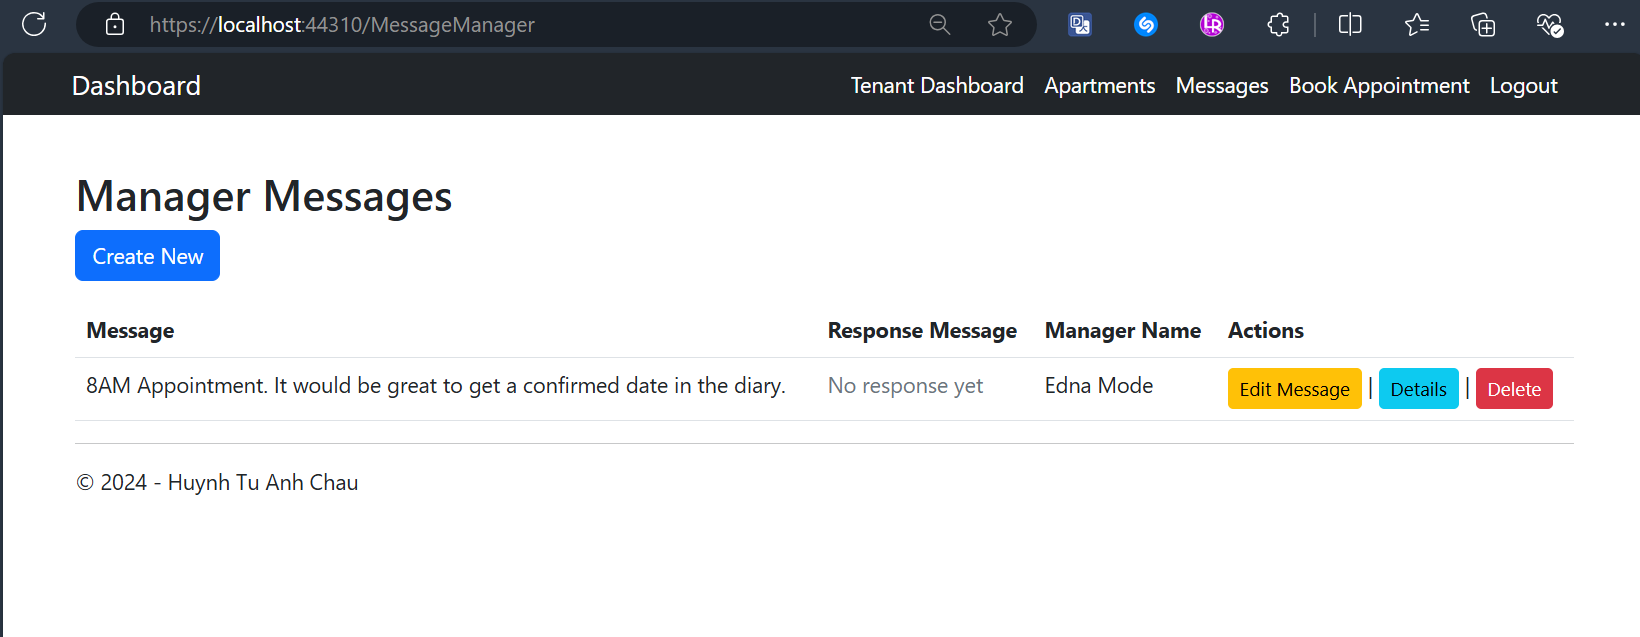 https://localhost:44310/MessageManager
Dashboard Tenant Dashboard Apartments Messages Book Appointment Logout
Manager Messages
Create New
Message Response Message Manager Name Actions
8AM Appointment. It would be great to get a confirmed date in the diary. No response yet Edna Mode Edit Message | Details | Delete
© 2024 - Huynh Tu Anh Chau